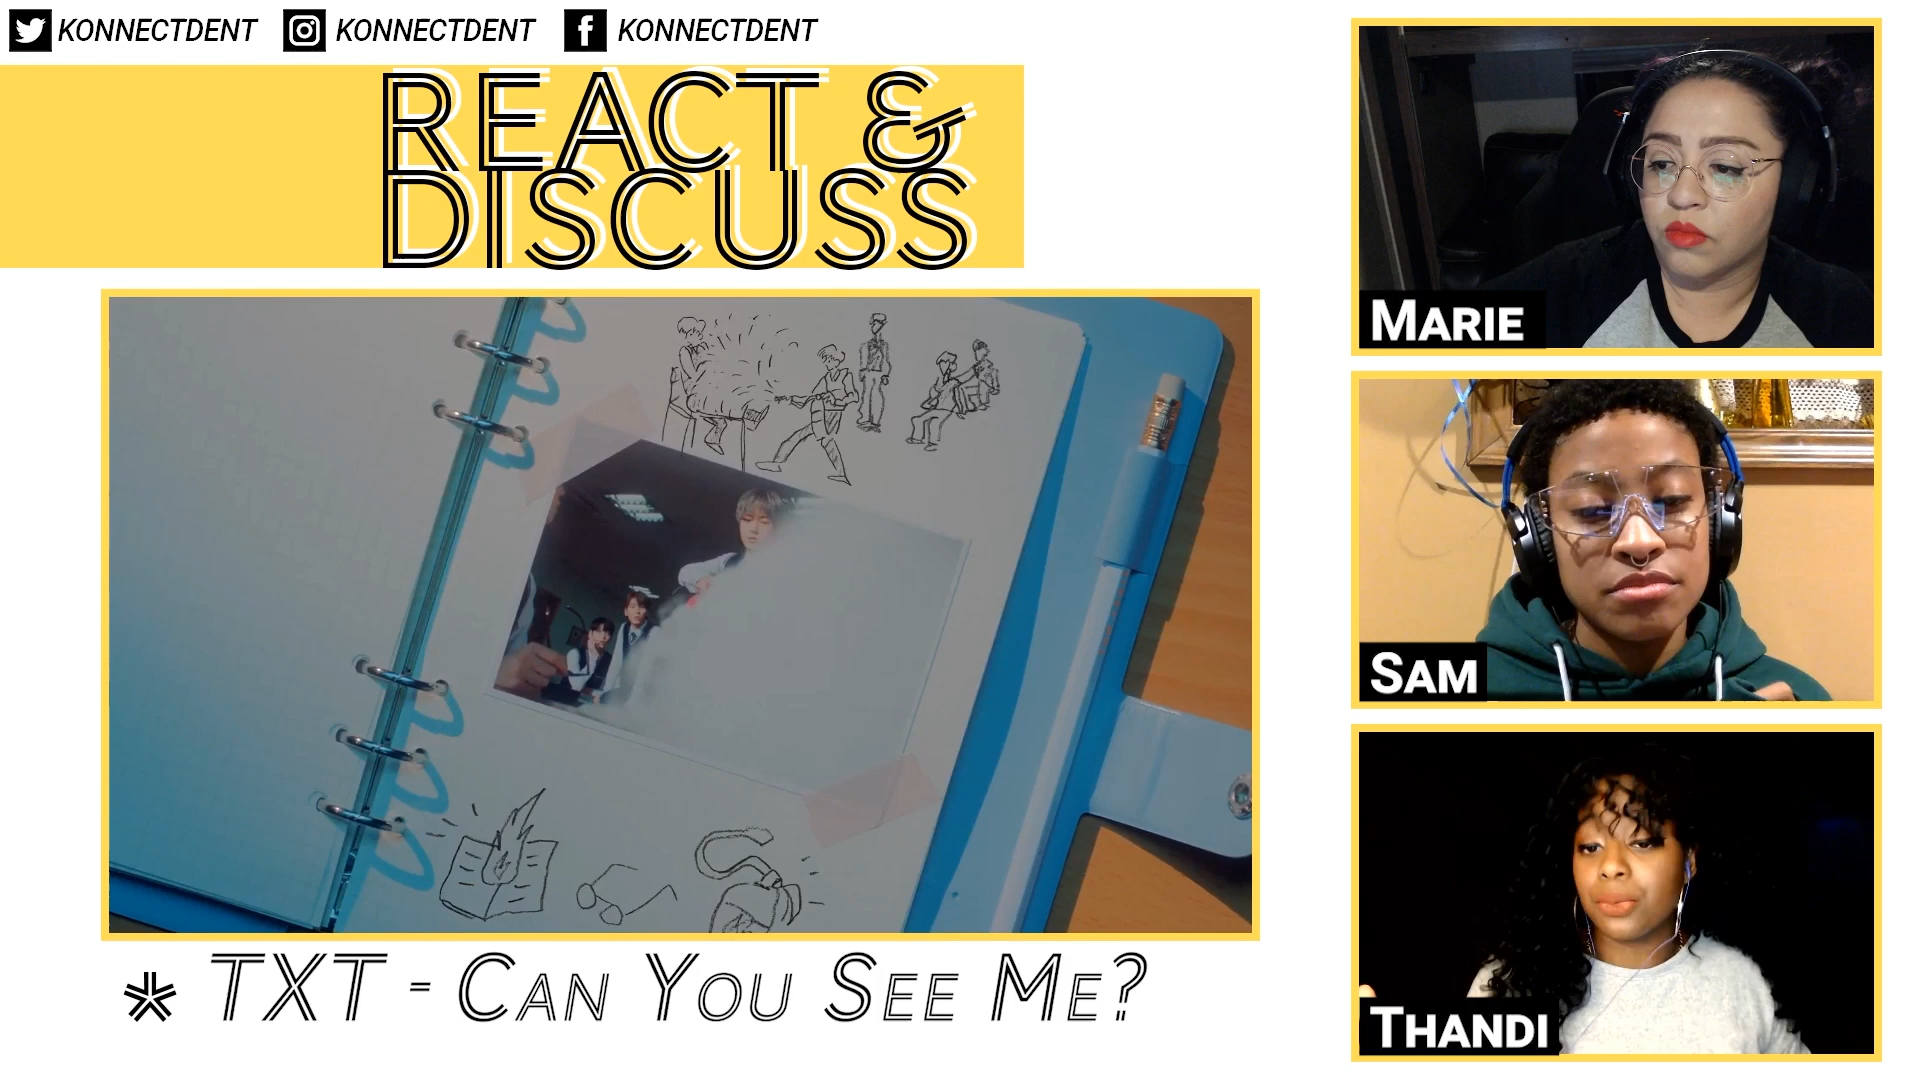 KONNECTDENT KONNECTDENT KONNECTDENT
REACT &
DISCUSS
MARIE
SAM
THANDI
* TXT - CAN YOU SEE ME?